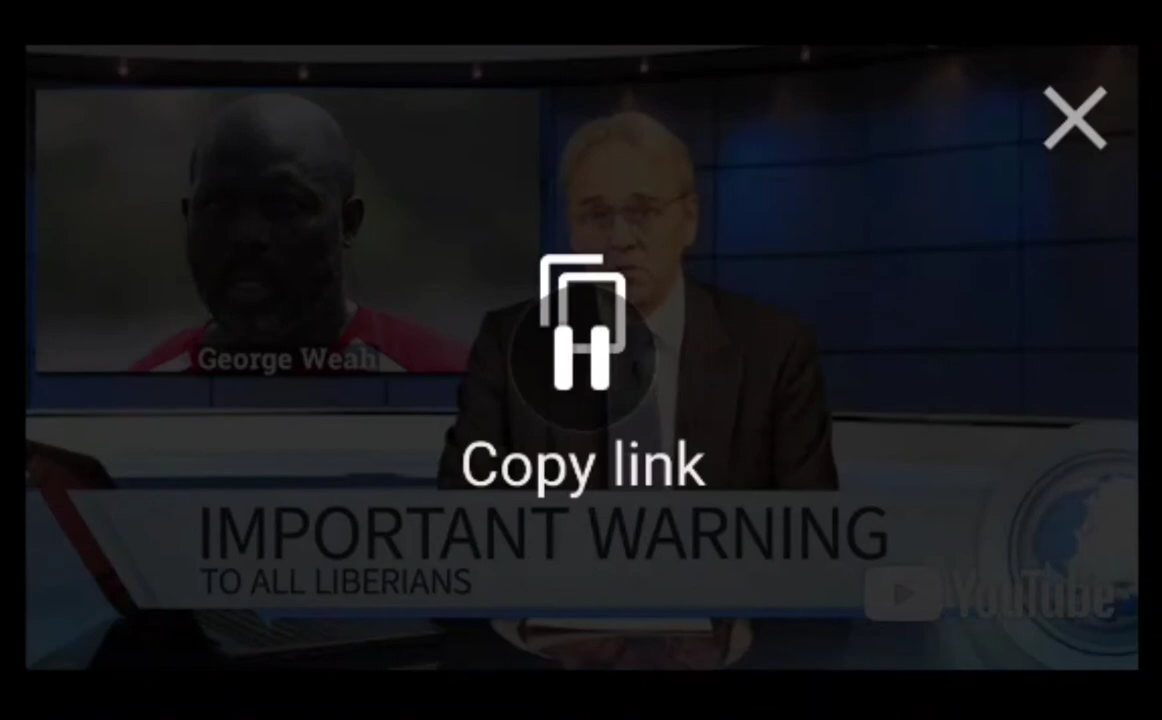 George Weah
Copy link
IMPORTANT WARNING
TO ALL LIBERIANS
YouTube